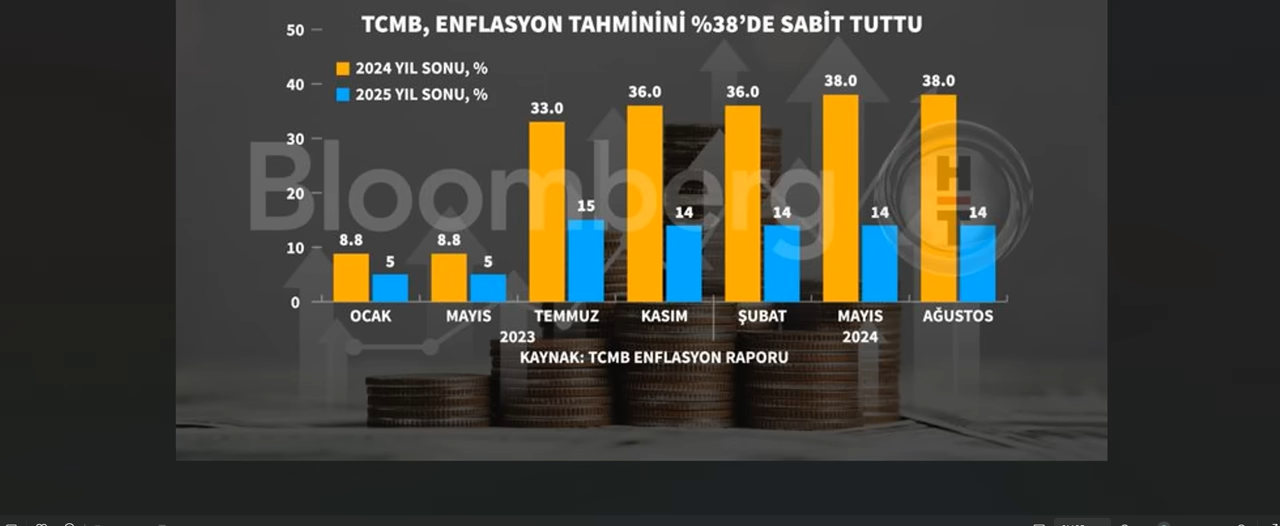 TCMB, ENFLASYON TAHMİNİNİ %38'DE SABİT TUTTU
2024 YIL SONU, %
2025 YIL SONU, %
50
40
30
20
10
0
8.8 5 8.8 5 33.0 15 36.0 14 36.0 14 38.0 14 38.0 14
Bloomberg HT
OCAK MAYIS TEMMUZ KASIM ŞUBAT MAYIS AĞUSTOS
2023 2024
KAYNAK: TCMB ENFLASYON RAPORU